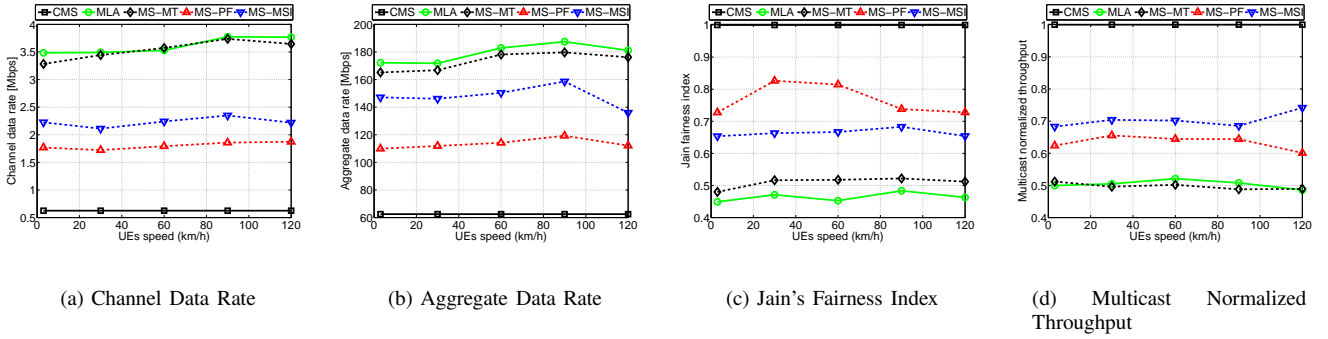 CMS MLA MS−MT MS−PF MS−MSI
4
3.5
3
2.5
2
1.5
1
0.5
0 20 40 60 80 100 120
Channel data rate [Mbps]
UEs speed (km/h)
(a) Channel Data Rate
CMS MLA MS−MT MS−PF MS−MSI
200
180
160
140
120
100
80
60
0 20 40 60 80 100 120
Aggregate data rate [Mbps]
UEs speed (km/h)
(b) Aggregate Data Rate
CMS MLA MS−MT MS−PF MS−MSI
1
0.9
0.8
0.7
0.6
0.5
0.4
0 20 40 60 80 100 120
Jain fairness index
UEs speed (km/h)
(c) Jain's Fairness Index
CMS MLA MS−MT MS−PF MS−MSI
1
0.9
0.8
0.7
0.6
0.5
0.4
0 20 40 60 80 100 120
Multicast normalized throughput
UEs speed (km/h)
(d) Multicast Normalized
Throughput